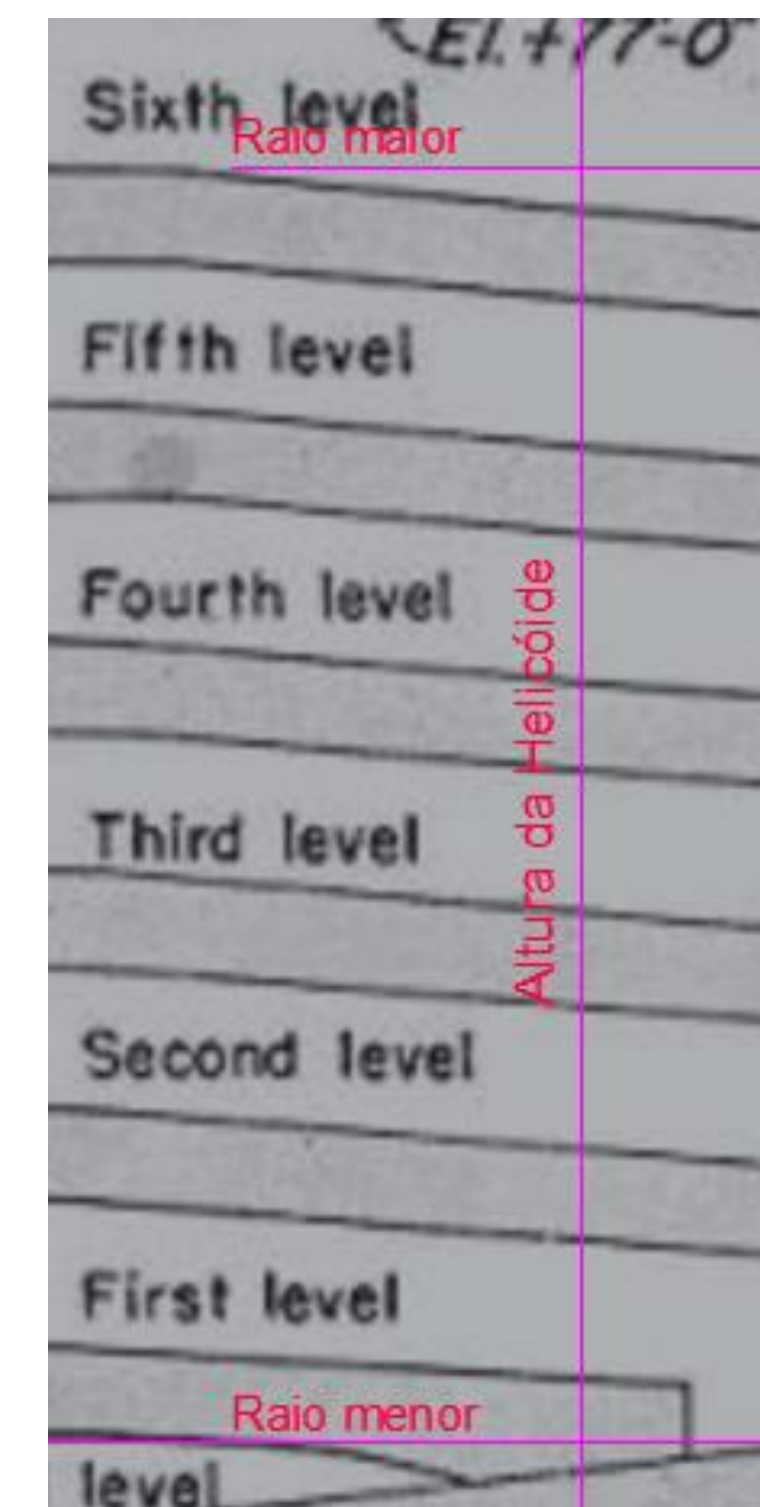 El. +77'-0"
Sixth level
Raio maior
Fifth level
Fourth level
Altura da Helicóide
Third level
Second level
First level
Raio menor
level